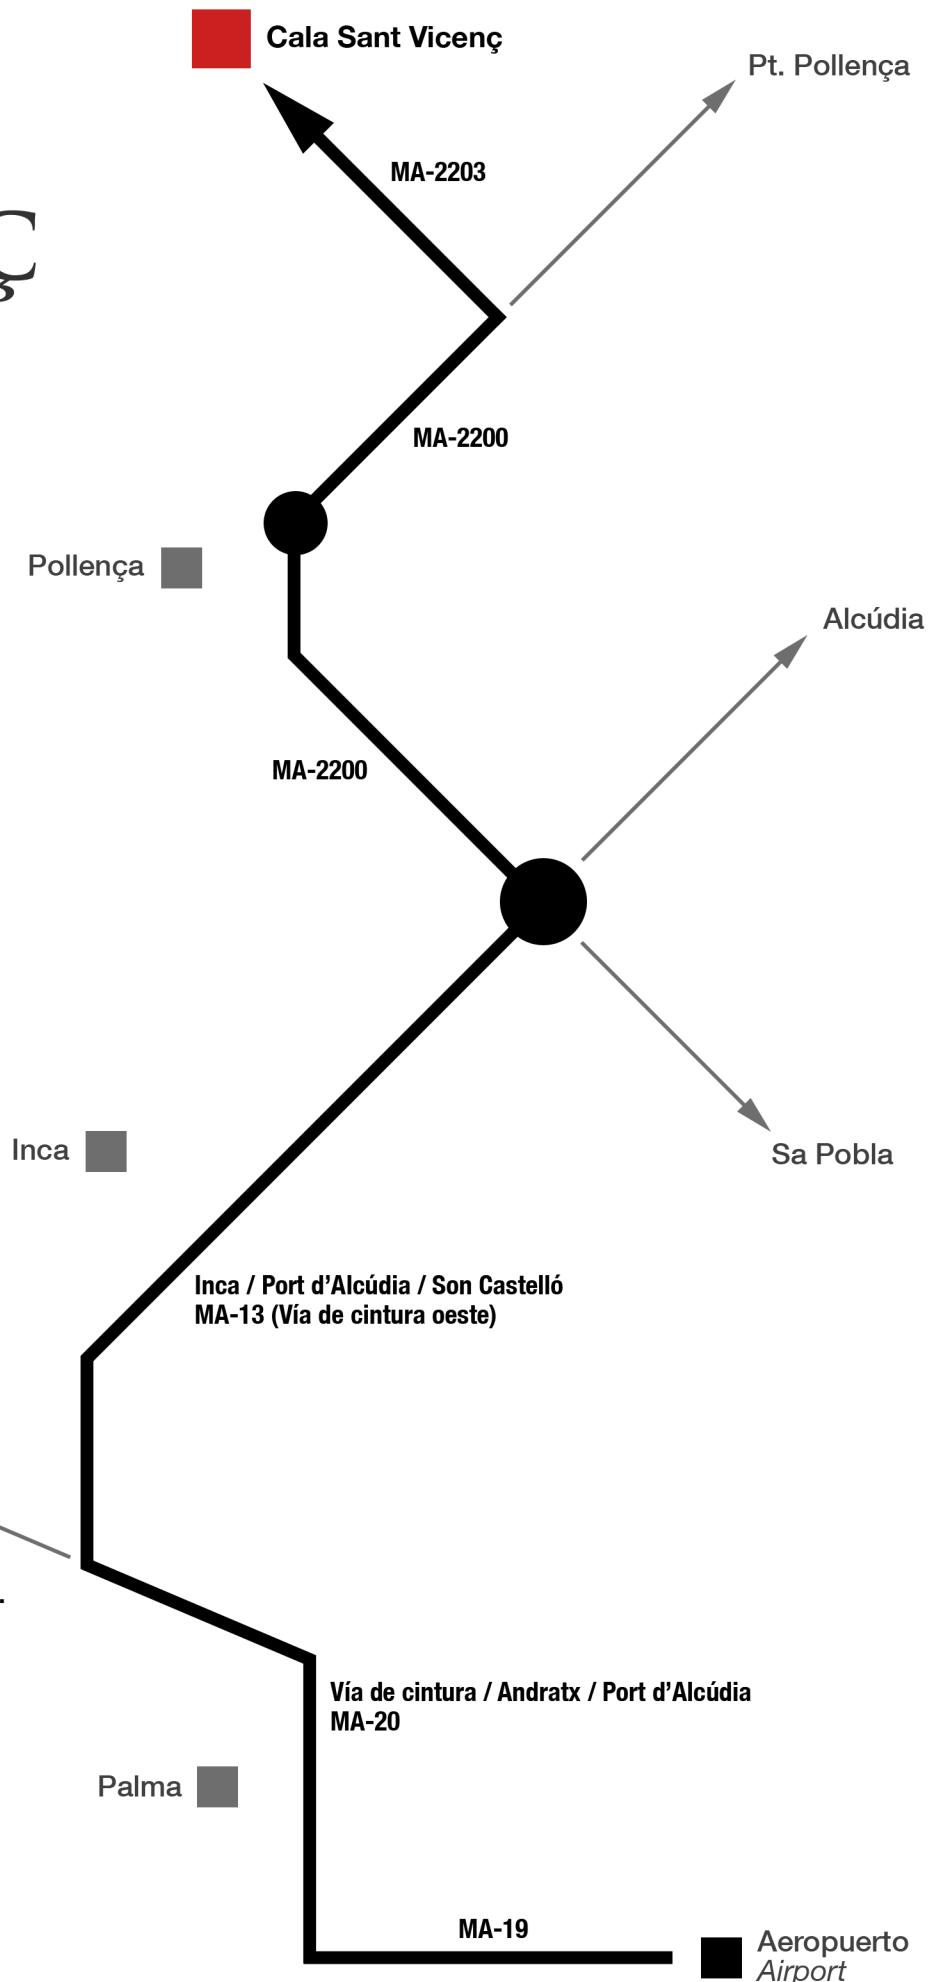 Cala Sant Vicenç
Pt. Pollença
MA-2203
Ç
MA-2200
Pollença
Alcúdia
MA-2200
Inca
Sa Pobla
Inca / Port d’Alcúdia / Son Castelló
MA-13 (Vía de cintura oeste)
Vía de cintura / Andratx / Port d’Alcúdia
MA-20
Palma
MA-19
Aeropuerto
Airport